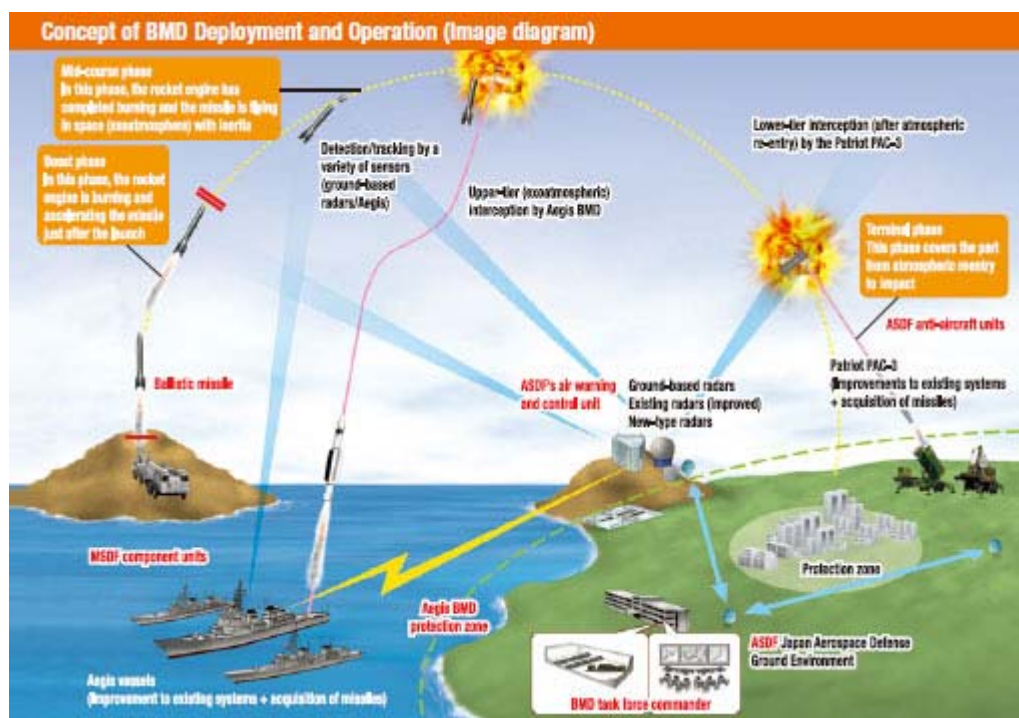 Concept of BMD Deployment and Operation (Image diagram)
Mid-course phase
In this phase, the rocket engine has
completed burning and the missile is flying
in space (exoatmosphere) with inertia
Boost phase
In this phase, the rocket
engine is burning and
accelerating the missile
just after the launch
Detection/tracking by a
variety of sensors
(ground-based
radars/Aegis)
Upper-tier (exoatmospheric)
interception by Aegis BMD
Lower-tier interception (after atmospheric
re-entry) by the Patriot PAC-3
Terminal phase
This phase covers the part
from atmospheric reentry
to impact
ASDF anti-aircraft units
Patriot PAC-3
(Improvements to existing systems
+ acquisition of missiles)
Ballistic missile
ASDF's air warning
and control unit
Ground-based radars
Existing radars (improved)
New-type radars
MSDF component units
Protection zone
Aegis BMD
protection zone
ASDF Japan Aerospace Defense
Ground Environment
Aegis vessels
(Improvement to existing systems + acquisition of missiles)
BMD task force commander